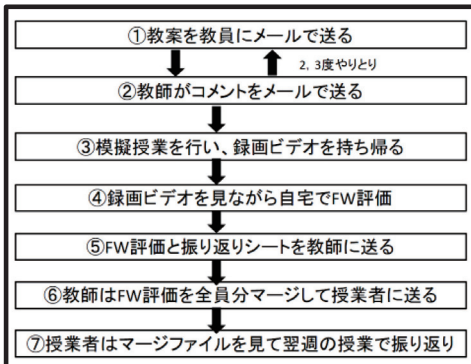 ①教案を教員にメールで送る
2, 3度やりとり
②教師がコメントをメールで送る
③模擬授業を行い、録画ビデオを持ち帰る
④録画ビデオを見ながら自宅でFW評価
⑤FW評価と振り返りシートを教師に送る
⑥教師はFW評価を全員分マージして授業者に送る
⑦授業者はマージファイルを見て翌週の授業で振り返り